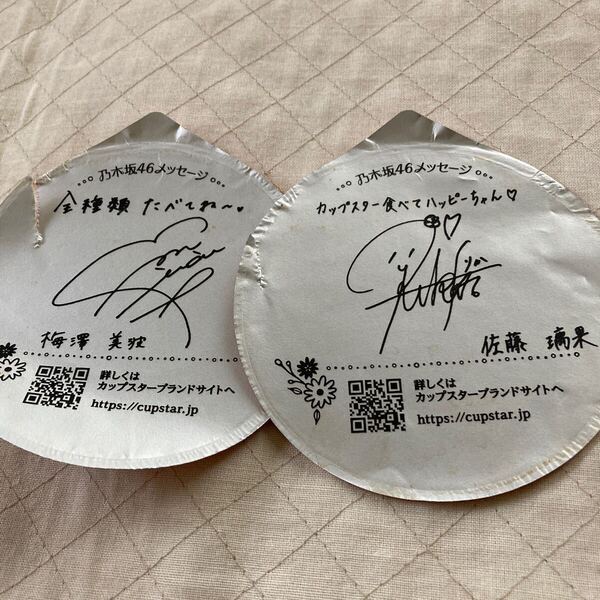 乃木坂46メッセージ
全種類 たべてね〜♡
梅澤 美波
詳しくは
カップスターブランドサイトへ
https://cupstar.jp
乃木坂46メッセージ
カップスター食べてハッピーちゃん♡
佐藤 璃果
詳しくは
カップスターブランドサイトへ
https://cupstar.jp